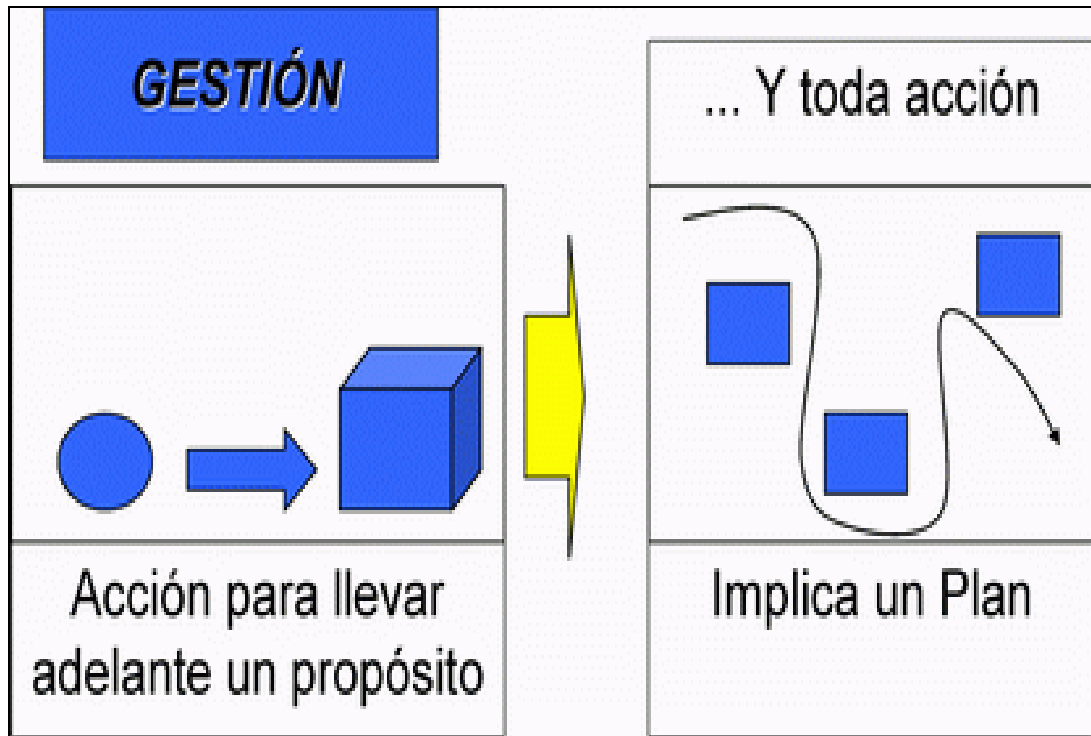 GESTIÓN
Acción para llevar
adelante un propósito
... Y toda acción
Implica un Plan